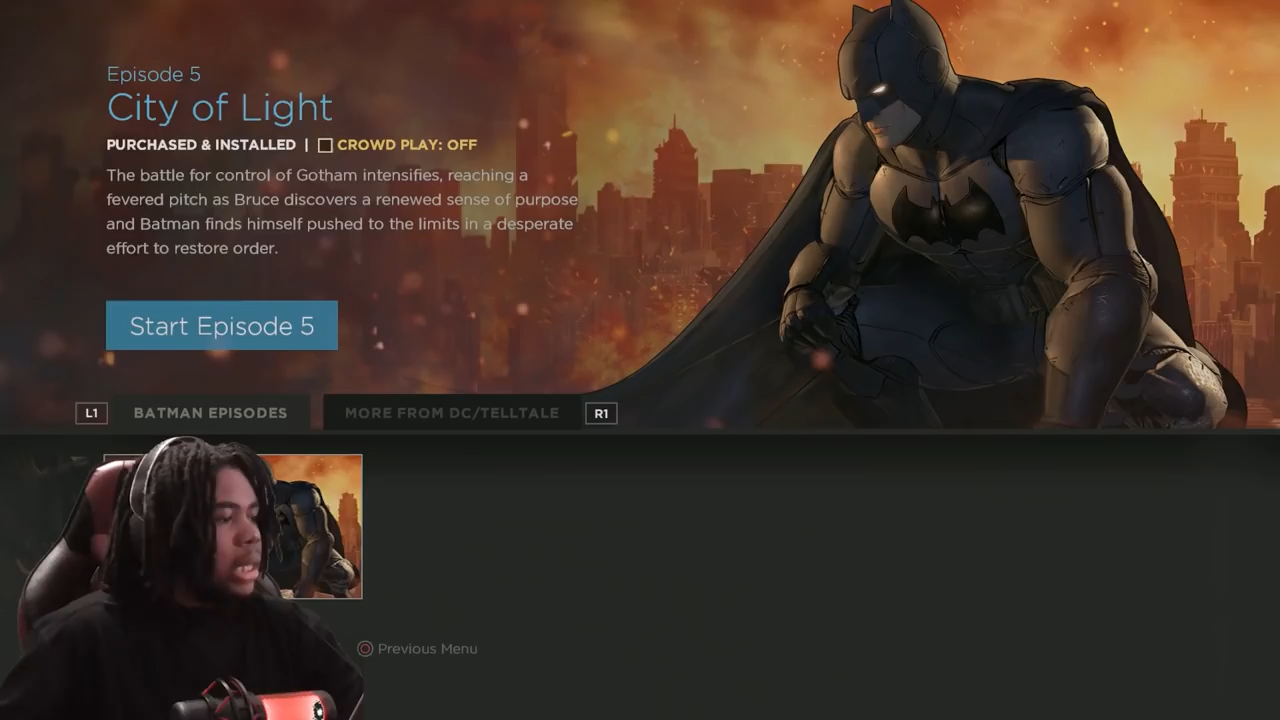 Episode 5
City of Light
PURCHASED & INSTALLED | CROWD PLAY: OFF
The battle for control of Gotham intensifies, reaching a
fevered pitch as Bruce discovers a renewed sense of purpose
and Batman finds himself pushed to the limits in a desperate
effort to restore order.
Start Episode 5
L1 BATMAN EPISODES MORE FROM DC/TELLTALE R1
Previous Menu